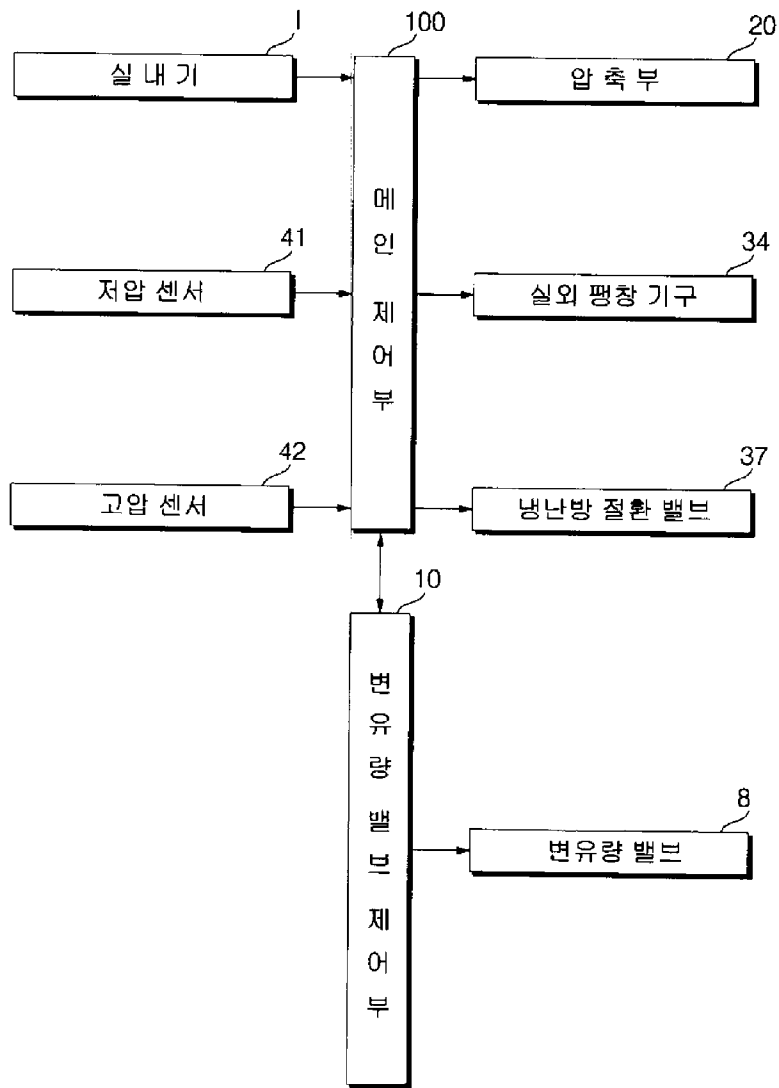 I
실 내 기
100
메인 제어부
20
압 축 부
41
저압 센서
34
실외 팽창 기구
42
고압 센서
37
냉난방 절환 밸브
10
변유량 밸브 제어부
8
변유량 밸브